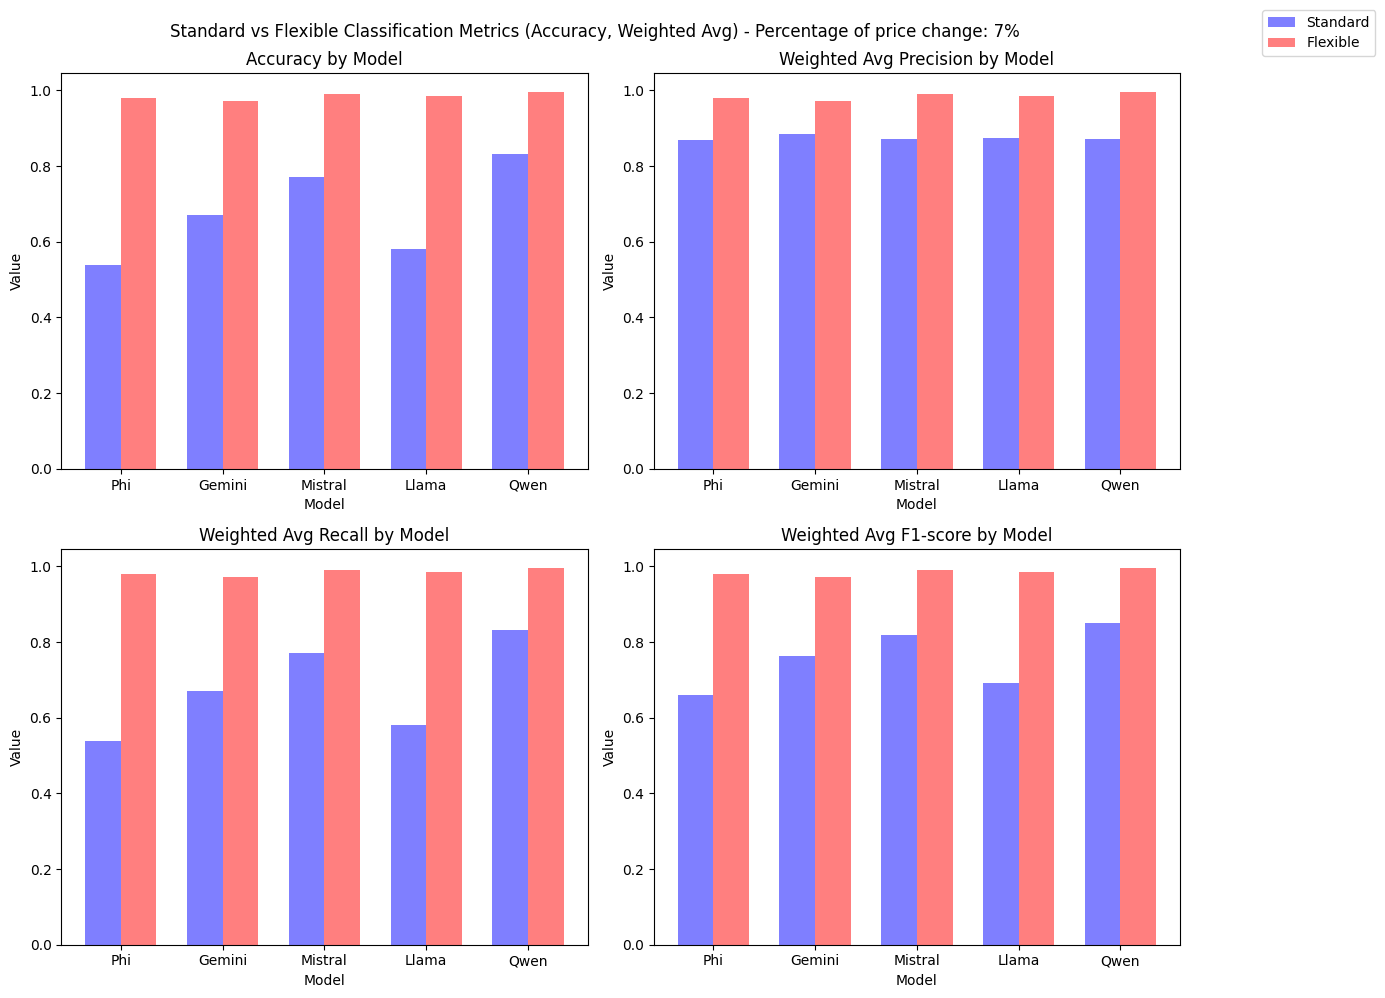 Standard vs Flexible Classification Metrics (Accuracy, Weighted Avg) - Percentage of price change: 7%
Standard
Flexible
Accuracy by Model
1.0
0.8
0.6
0.4
0.2
0.0
Value
Phi Gemini Mistral Llama Qwen
Model
Weighted Avg Precision by Model
1.0
0.8
0.6
0.4
0.2
0.0
Value
Phi Gemini Mistral Llama Qwen
Model
Weighted Avg Recall by Model
1.0
0.8
0.6
0.4
0.2
0.0
Value
Phi Gemini Mistral Llama Qwen
Model
Weighted Avg F1-score by Model
1.0
0.8
0.6
0.4
0.2
0.0
Value
Phi Gemini Mistral Llama Qwen
Model